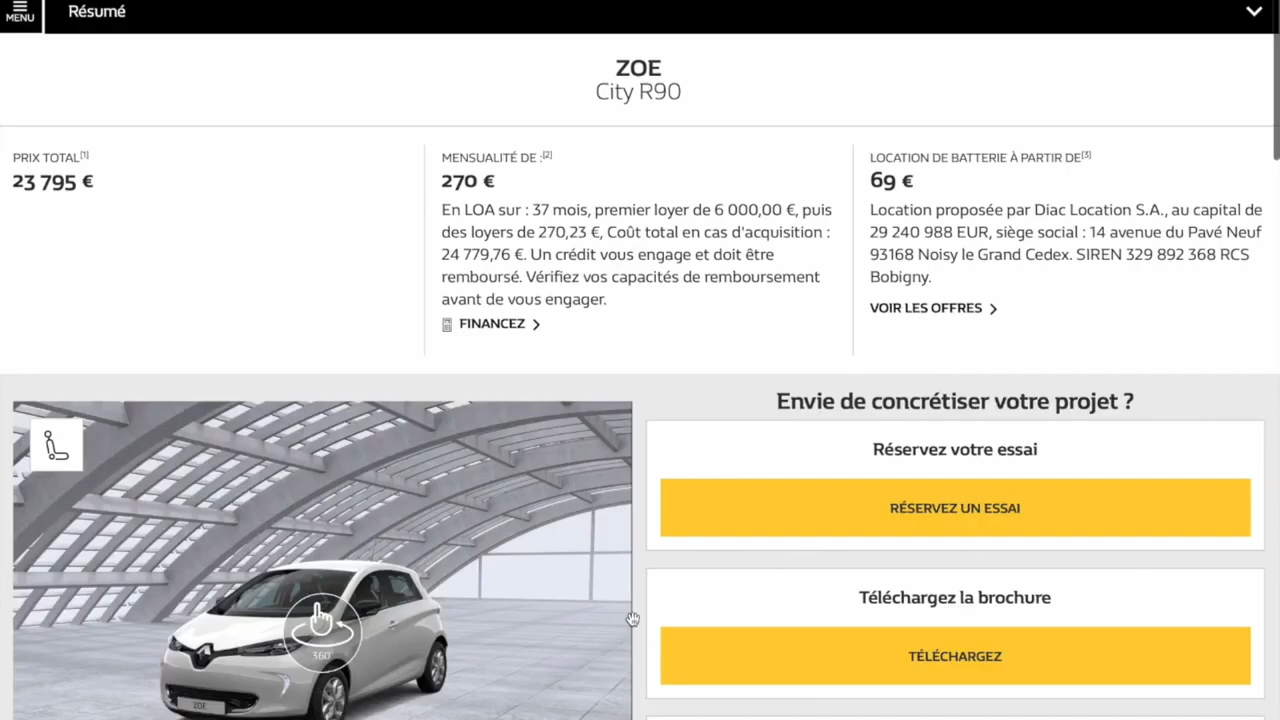 MENU
Résumé
ZOE
City R90
PRIX TOTAL[1]
23 795 €
MENSUALITÉ DE :[2]
270 €
En LOA sur : 37 mois, premier loyer de 6 000,00 €, puis
des loyers de 270,23 €, Coût total en cas d'acquisition :
24 779,76 €. Un crédit vous engage et doit être
remboursé. Vérifiez vos capacités de remboursement
avant de vous engager.
FINANCEZ
LOCATION DE BATTERIE À PARTIR DE[3]
69 €
Location proposée par Diac Location S.A., au capital de
29 240 988 EUR, siège social : 14 avenue du Pavé Neuf
93168 Noisy le Grand Cedex. SIREN 329 892 368 RCS
Bobigny.
VOIR LES OFFRES
360°
ZOE
Envie de concrétiser votre projet ?
Réservez votre essai
RÉSERVEZ UN ESSAI
Téléchargez la brochure
TÉLÉCHARGEZ